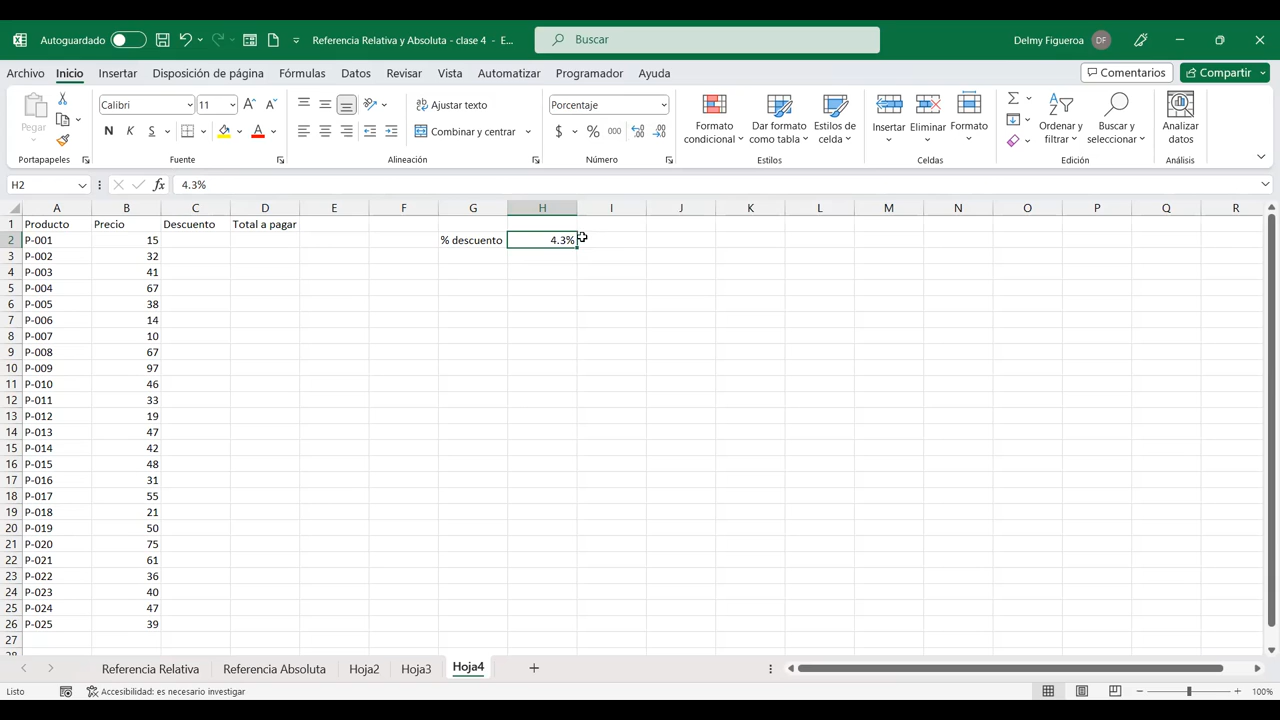 Autoguardado
Referencia Relativa y Absoluta - clase 4 - E...
Buscar
Delmy Figueroa DF
Archivo Inicio Insertar Disposición de página Fórmulas Datos Revisar Vista Automatizar Programador Ayuda Comentarios Compartir
Pegar
Portapapeles
Calibri 11
N K S
Fuente
Ajustar texto
Combinar y centrar
Alineación
Porcentaje
$ % 000
Número
Formato condicional
Dar formato como tabla
Estilos de celda
Estilos
Insertar
Eliminar
Formato
Celdas
Ordenar y filtrar
Buscar y seleccionar
Edición
Analizar datos
Análisis
H2 fx 4.3%
A B C D E F G H I J K L M N O P Q R
1 Producto Precio Descuento Total a pagar
2 P-001 15 % descuento 4.3%
3 P-002 32
4 P-003 41
5 P-004 67
6 P-005 38
7 P-006 14
8 P-007 10
9 P-008 67
10 P-009 97
11 P-010 46
12 P-011 33
13 P-012 19
14 P-013 47
15 P-014 42
16 P-015 48
17 P-016 31
18 P-017 55
19 P-018 21
20 P-019 50
21 P-020 75
22 P-021 61
23 P-022 36
24 P-023 40
25 P-024 47
26 P-025 39
27
Referencia Relativa Referencia Absoluta Hoja2 Hoja3 Hoja4
Listo Accesibilidad: es necesario investigar 100%